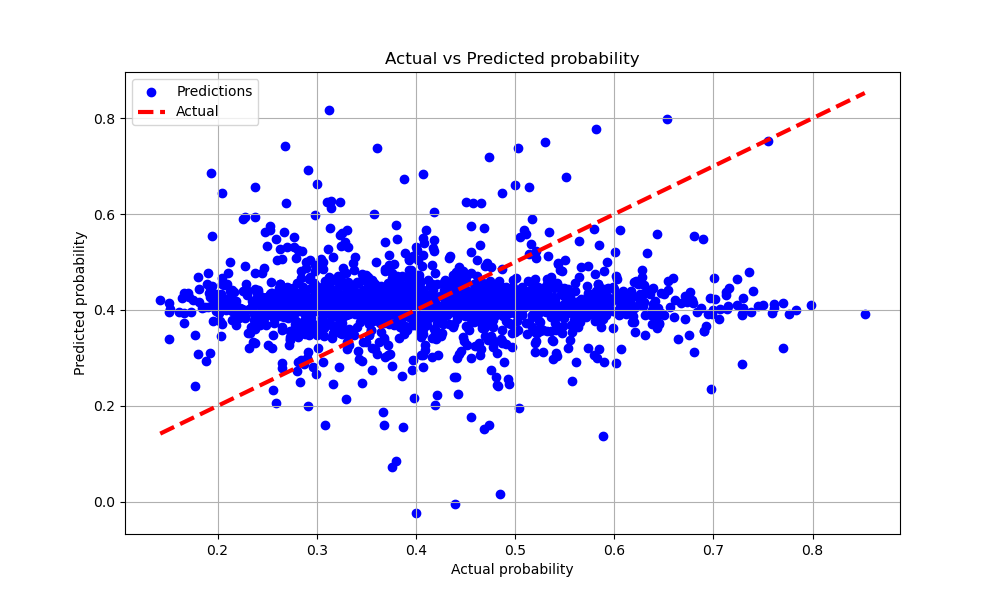 Actual vs Predicted probability
Predictions
Actual
Predicted probability
0.8
0.6
0.4
0.2
0.0
0.2 0.3 0.4 0.5 0.6 0.7 0.8
Actual probability